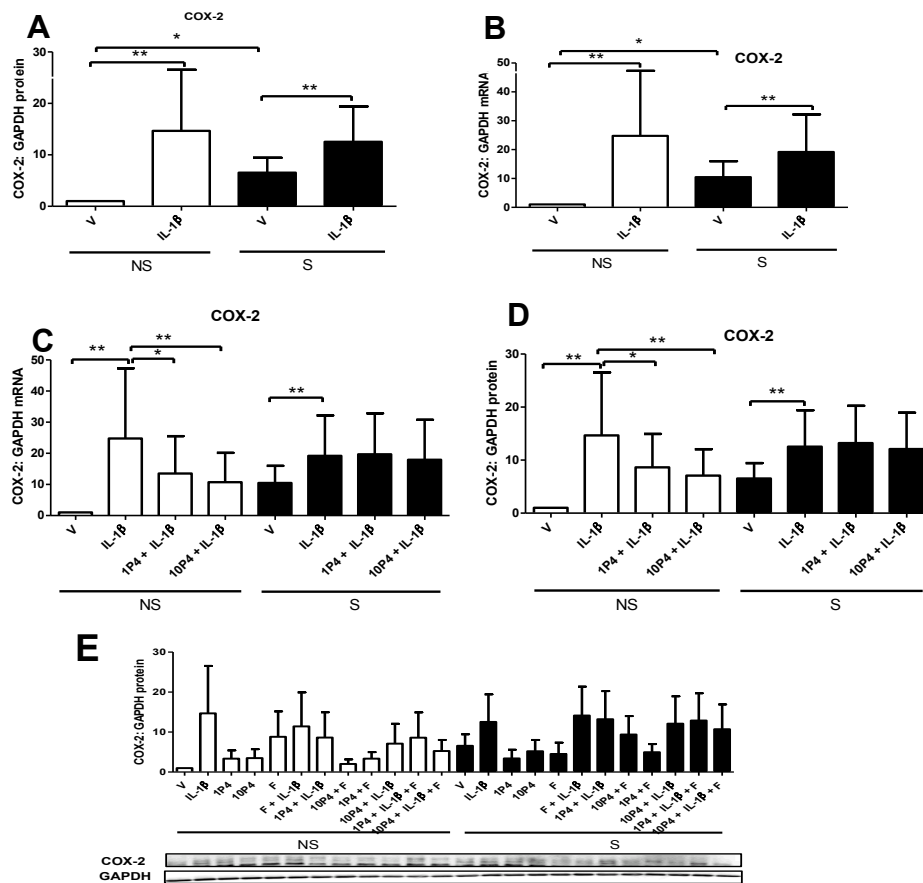 A
COX-2
COX-2: GAPDH protein
30
20
10
0
*
**
**
V
IL-1β
V
IL-1β
NS
S
B
COX-2
COX-2: GAPDH mRNA
50
40
30
20
10
0
*
**
**
V
IL-1β
V
IL-1β
NS
S
C
COX-2
COX-2: GAPDH mRNA
50
40
30
20
10
0
**
**
*
**
V
IL-1β
1P4 + IL-1β
10P4 + IL-1β
V
IL-1β
1P4 + IL-1β
10P4 + IL-1β
NS
S
D
COX-2
COX-2: GAPDH protein
30
20
10
0
**
**
*
**
V
IL-1β
1P4 + IL-1β
10P4 + IL-1β
V
IL-1β
1P4 + IL-1β
10P4 + IL-1β
NS
S
E
COX-2: GAPDH protein
30
20
10
0
V
IL-1β
1P4
10P4
F
F + IL-1β
1P4 + IL-1β
10P4 + F
1P4 + F
10P4 + IL-1β
1P4 + IL-1β + F
10P4 + IL-1β + F
V
IL-1β
1P4
10P4
F
F + IL-1β
1P4 + IL-1β
10P4 + F
1P4 + F
10P4 + IL-1β
1P4 + IL-1β + F
10P4 + IL-1β + F
NS
S
COX-2
GAPDH